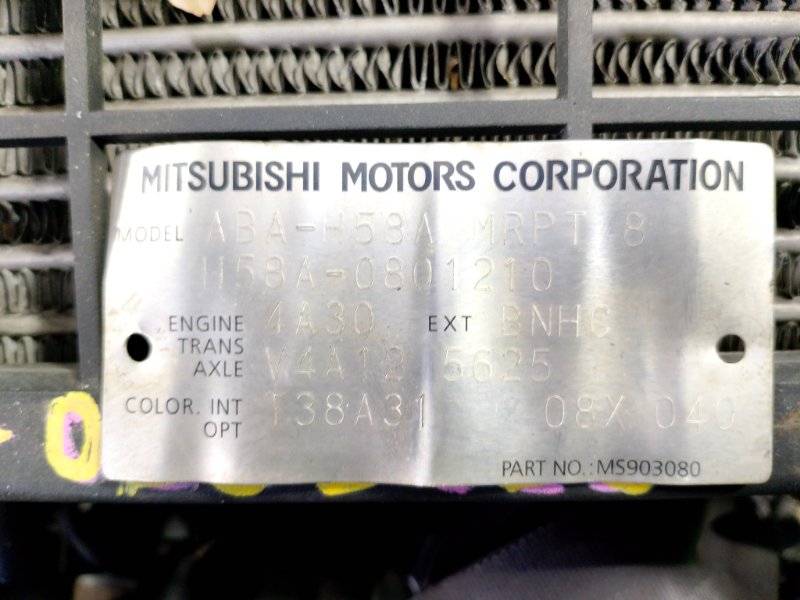 MITSUBISHI MOTORS CORPORATION
MODEL ABA-H58A MRPT 8
H58A-0801210
ENGINE 4A30 EXT BNHC
TRANS AXLE V4A12 5625
COLOR. INT OPT T38A31 08X 040
PART NO.:MS903080